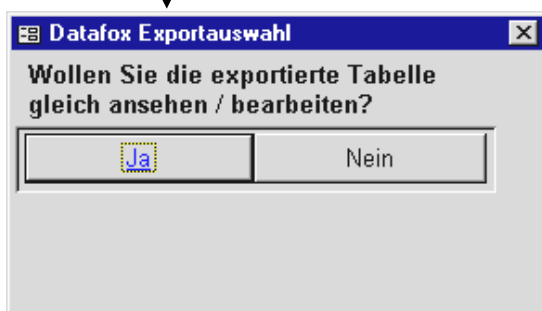 Datafox Exportauswahl
Wollen Sie die exportierte Tabelle
gleich ansehen / bearbeiten?
Ja
Nein